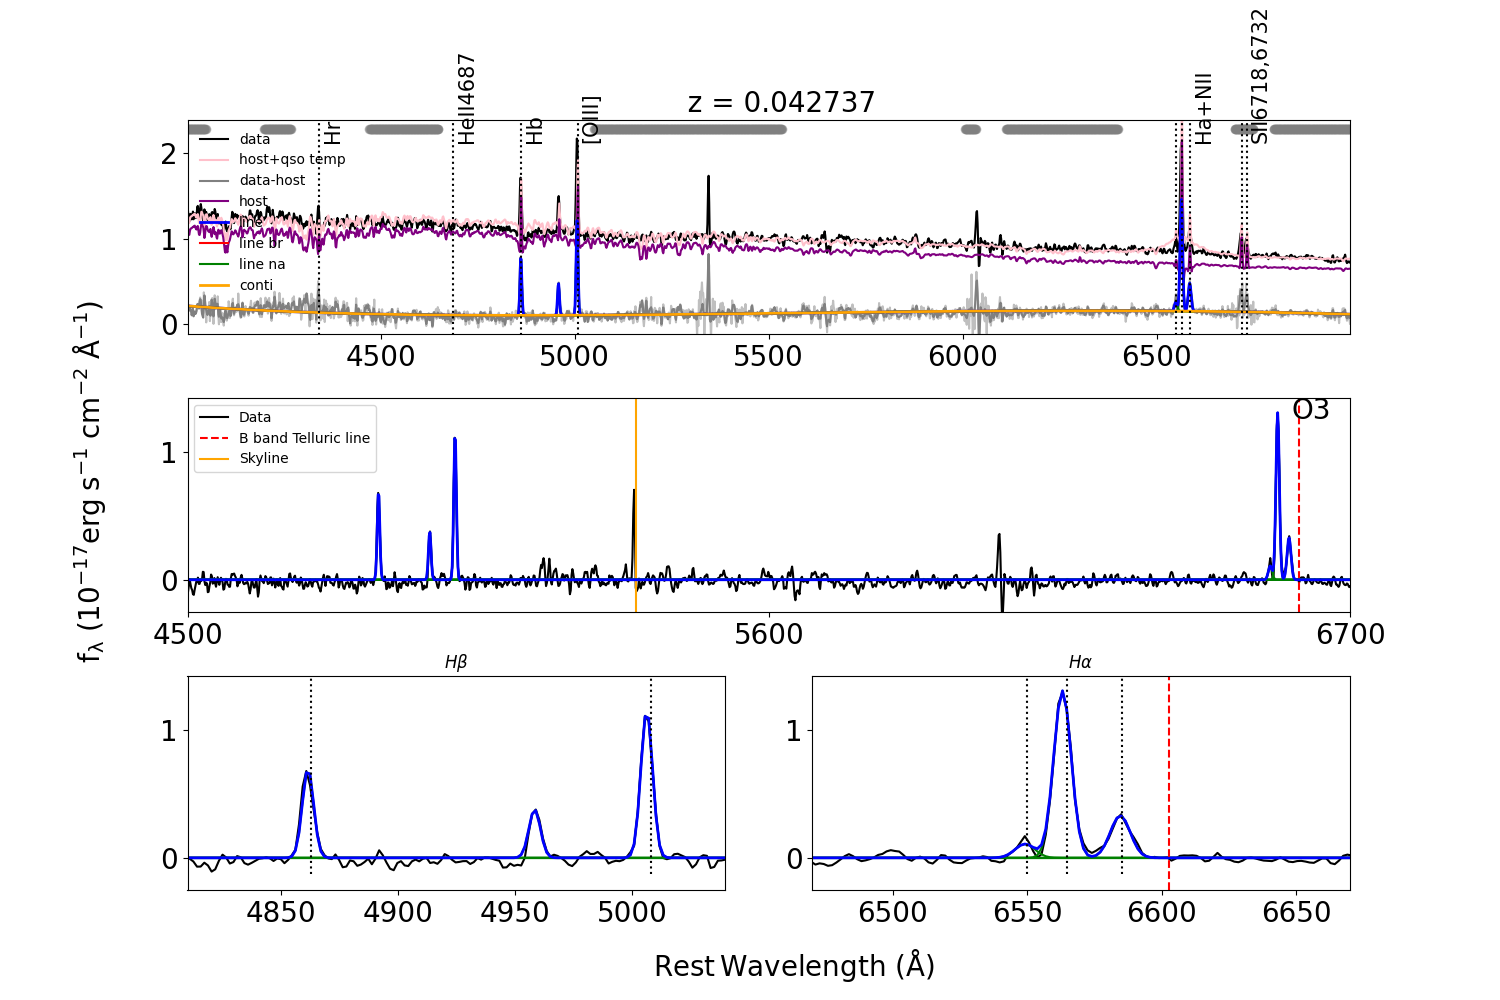 z = 0.042737
Hr
HeII4687
Hb
[OIII]
Ha+NII
SII6718,6732
data
host+qso temp
data-host
host
line
line br
line na
conti
2
1
0
4500
5000
5500
6000
6500
f_λ (10^{-17}erg s^{-1} cm^{-2} Å^{-1})
Data
B band Telluric line
Skyline
O3
1
0
4500
5600
6700
Hβ
1
0
4850
4900
4950
5000
Hα
1
0
6500
6550
6600
6650
Rest Wavelength (Å)